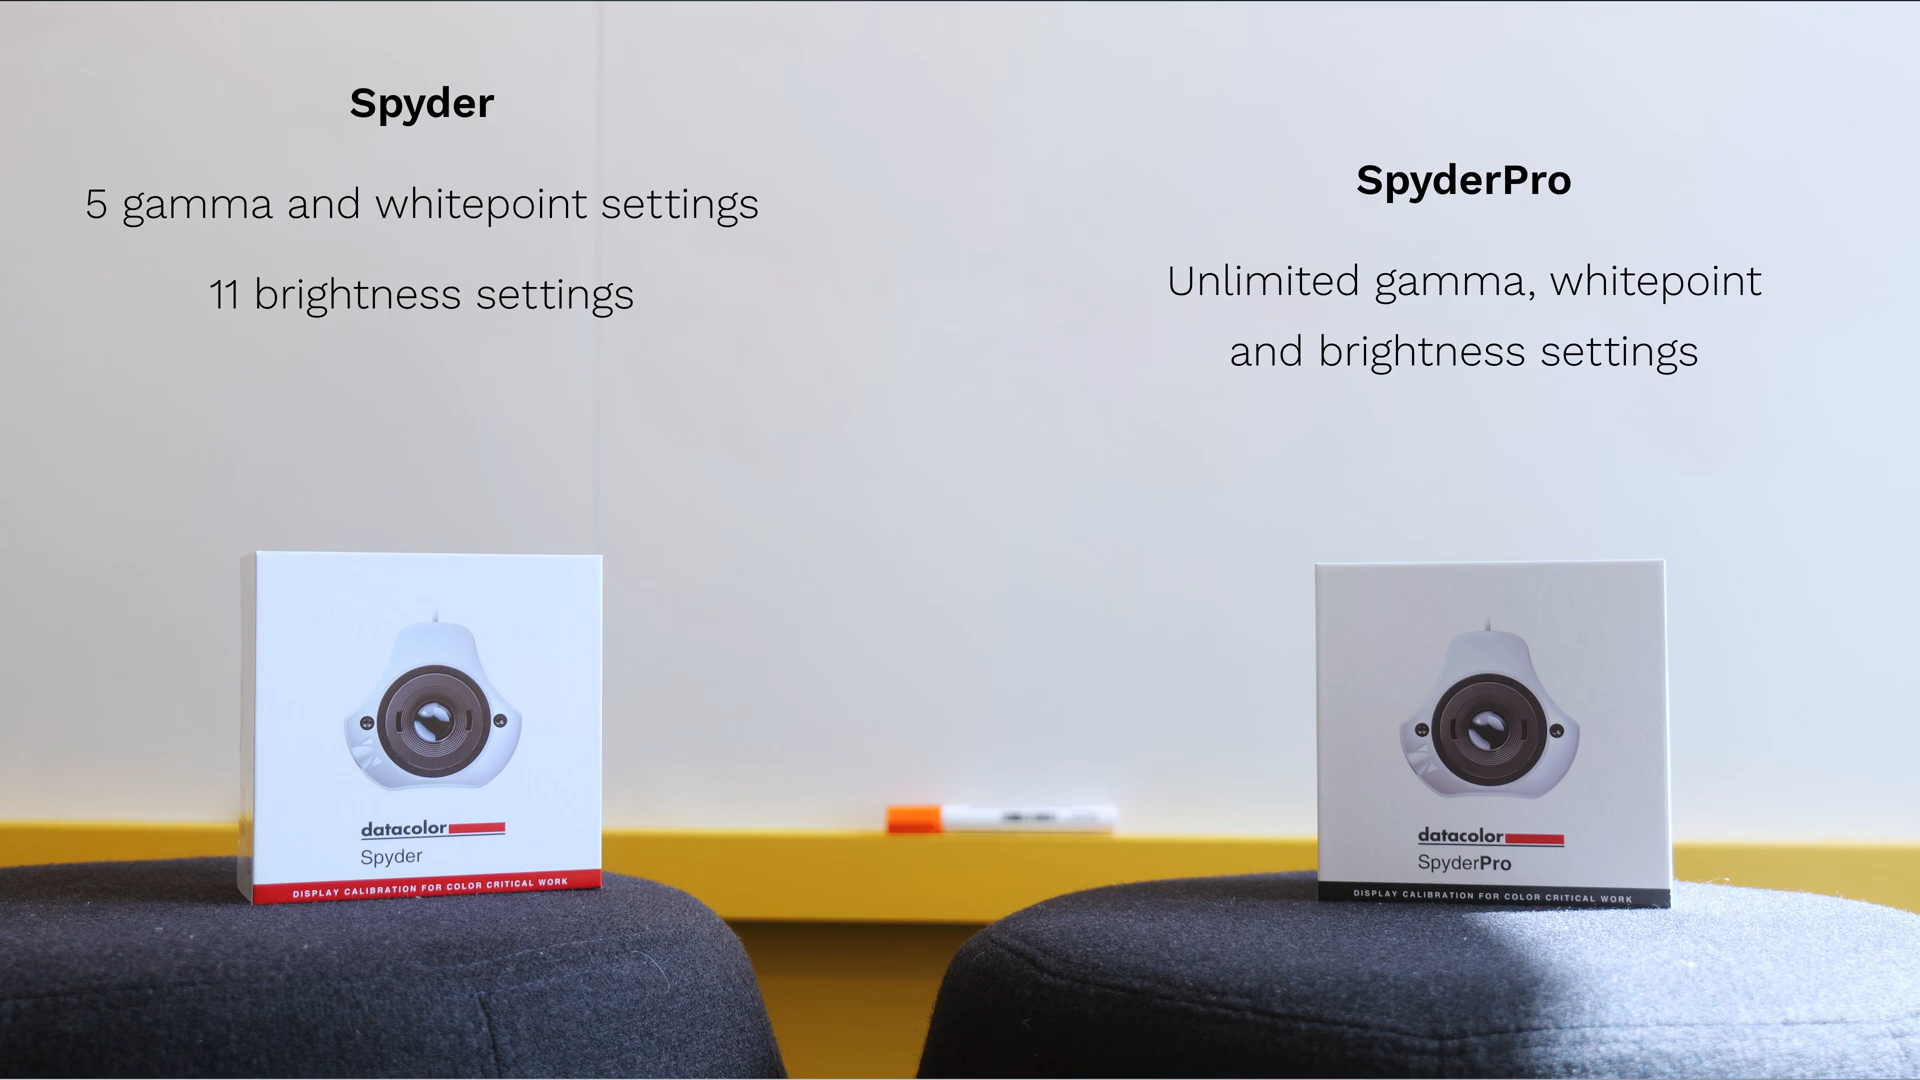 Spyder
5 gamma and whitepoint settings
11 brightness settings
SpyderPro
Unlimited gamma, whitepoint
and brightness settings
datacolor
Spyder
DISPLAY CALIBRATION FOR COLOR CRITICAL WORK
datacolor
SpyderPro
DISPLAY CALIBRATION FOR COLOR CRITICAL WORK